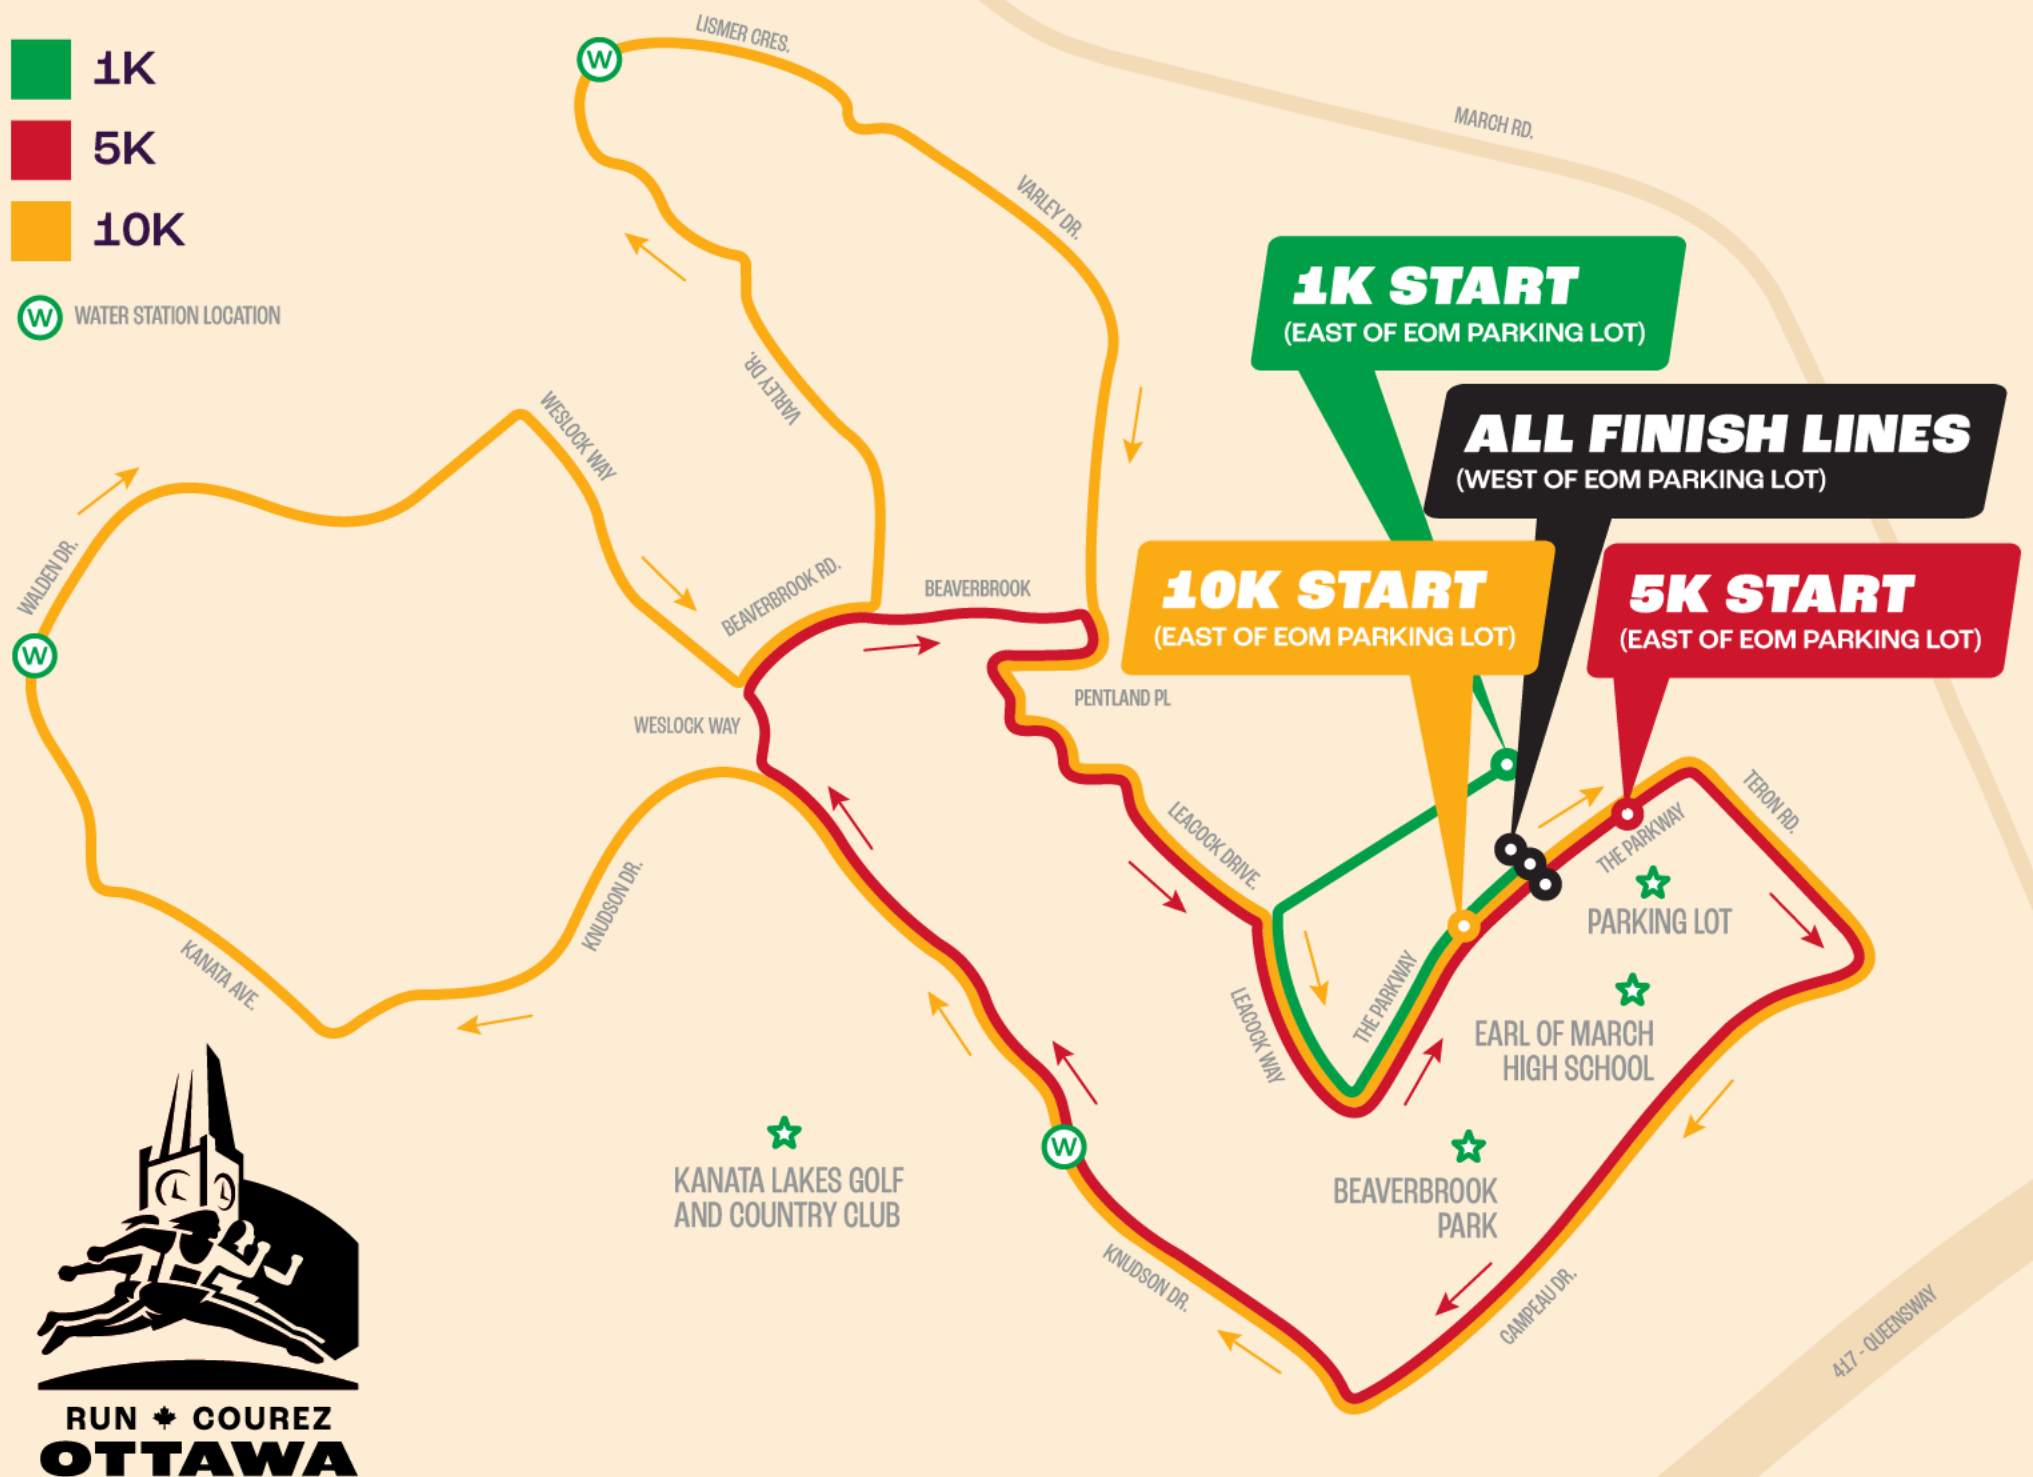 1K
5K
10K
W
WATER STATION LOCATION
W
LISMER CRES.
MARCH RD.
VARLEY DR.
1K START
(EAST OF EOM PARKING LOT)
VARLEY DR.
WESLOCK WAY
ALL FINISH LINES
(WEST OF EOM PARKING LOT)
WALDEN DR.
W
BEAVERBROOK RD.
BEAVERBROOK
10K START
(EAST OF EOM PARKING LOT)
5K START
(EAST OF EOM PARKING LOT)
WESLOCK WAY
PENTLAND PL
LEACOCK DRIVE.
THE PARKWAY
TERON RD.
KNUDSON DR.
KANATA AVE.
PARKING LOT
LEACOCK WAY
THE PARKWAY
EARL OF MARCH
HIGH SCHOOL
W
KANATA LAKES GOLF
AND COUNTRY CLUB
BEAVERBROOK
PARK
KNUDSON DR.
CAMPEAU DR.
417 - QUEENSWAY
RUN COUREZ
OTTAWA